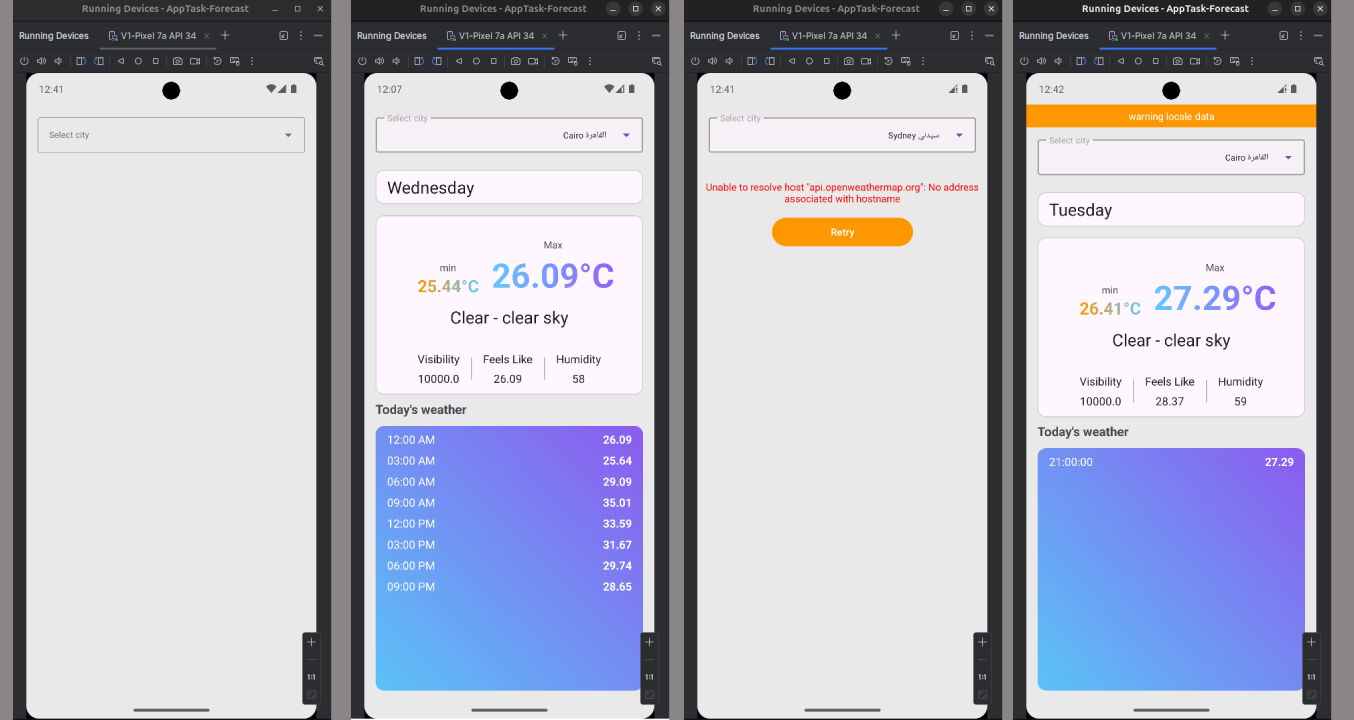 Running Devices - AppTask-Forecast
Running Devices
V1-Pixel 7a API 34
12:41
Select city
1:1
Running Devices - AppTask-Forecast
Running Devices
V1-Pixel 7a API 34
12:07
Select city
Cairo القاهرة
Wednesday
Max
min
26.09°C
25.44°C
Clear - clear sky
Visibility Feels Like Humidity
10000.0 26.09 58
Today's weather
12:00 AM 26.09
03:00 AM 25.64
06:00 AM 29.09
09:00 AM 35.01
12:00 PM 33.59
03:00 PM 31.67
06:00 PM 29.74
09:00 PM 28.65
1:1
Running Devices - AppTask-Forecast
Running Devices
V1-Pixel 7a API 34
12:41
Select city
Sydney سيدني
Unable to resolve host "api.openweathermap.org": No address
associated with hostname
Retry
1:1
Running Devices - AppTask-Forecast
Running Devices
V1-Pixel 7a API 34
12:42
warning locale data
Select city
Cairo القاهرة
Tuesday
Max
min
27.29°C
26.41°C
Clear - clear sky
Visibility Feels Like Humidity
10000.0 28.37 59
Today's weather
21:00:00 27.29
1:1